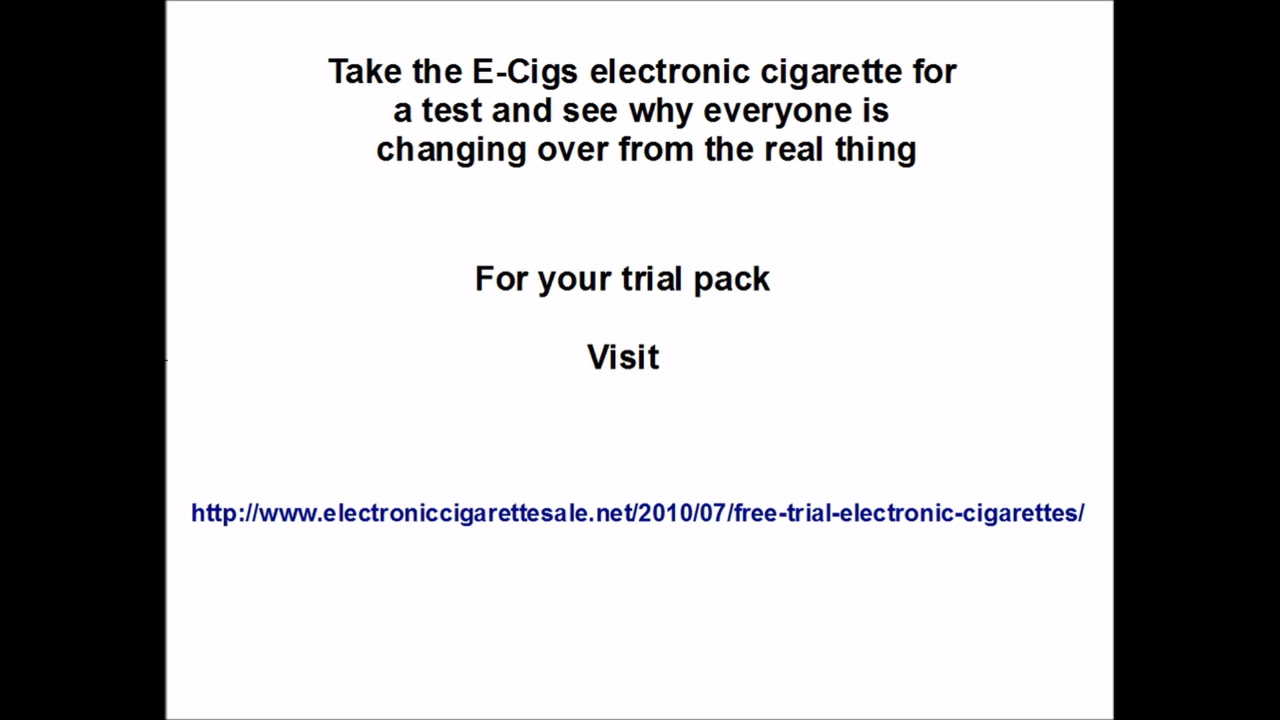 Take the E-Cigs electronic cigarette for
a test and see why everyone is
changing over from the real thing
For your trial pack
Visit
http://www.electroniccigarettesale.net/2010/07/free-trial-electronic-cigarettes/